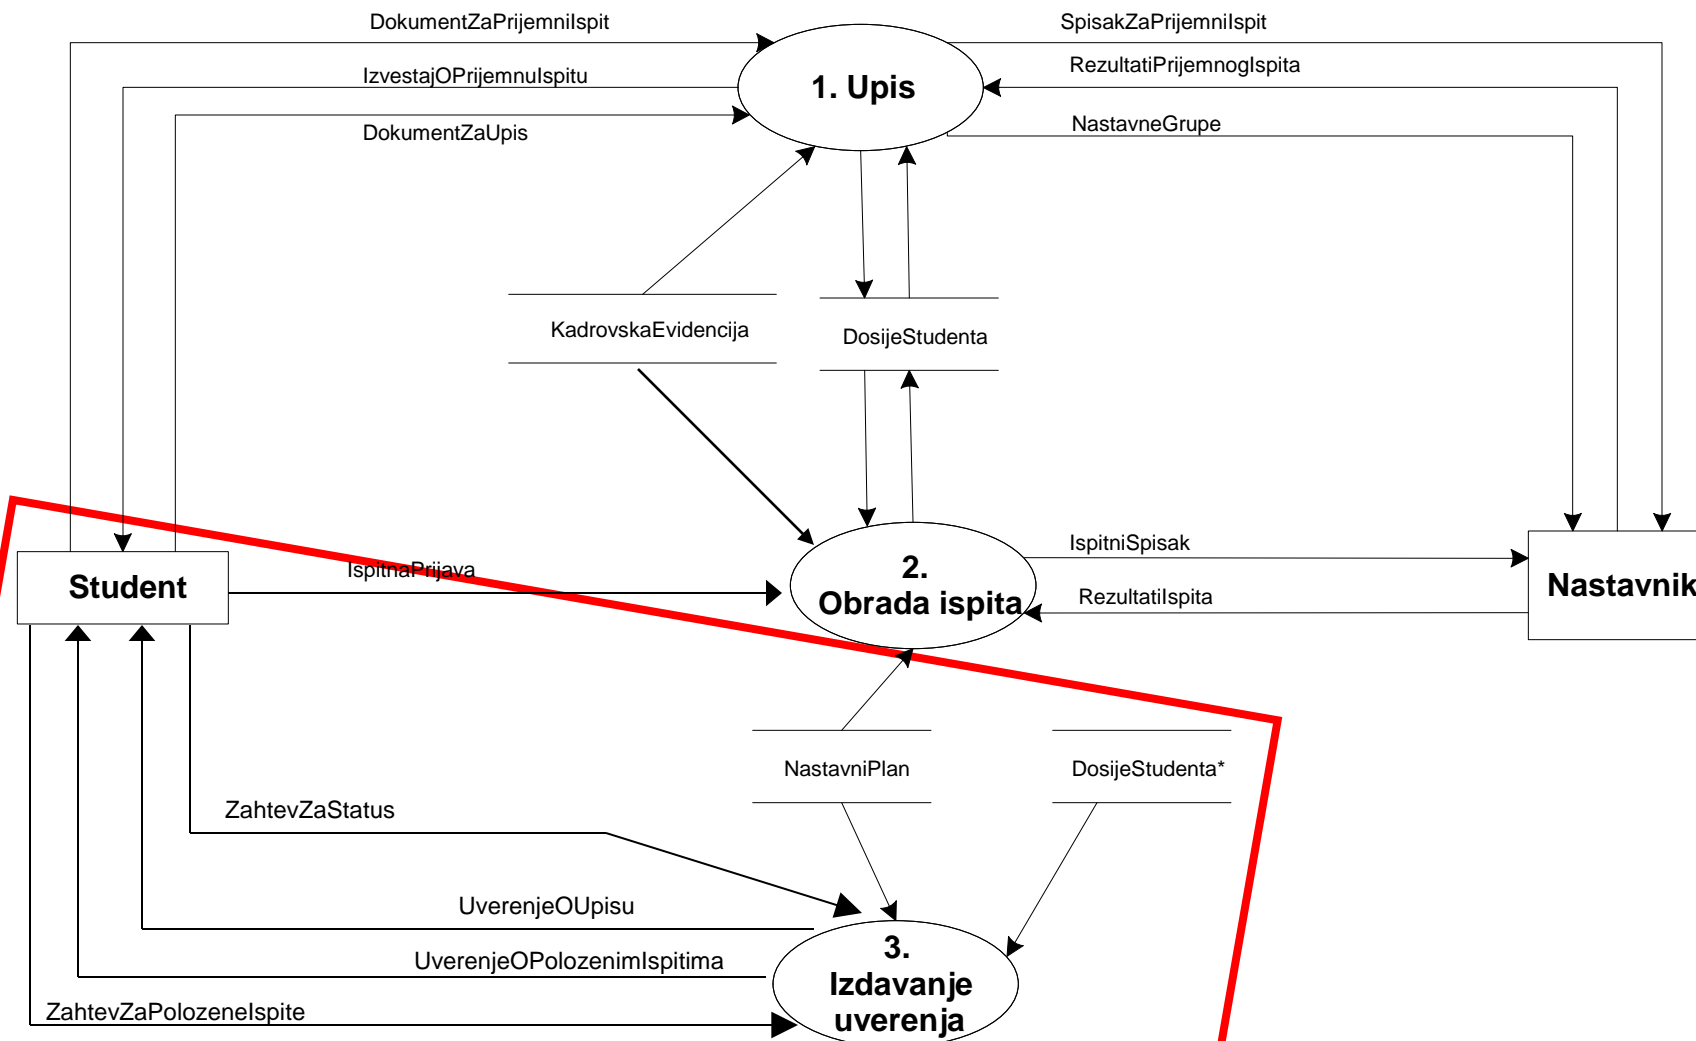 DokumentZaPrijemniIspit
SpisakZaPrijemniIspit
IzvestajOPrijemnuIspitu
1. Upis
RezultatiPrijemnogIspita
DokumentZaUpis
NastavneGrupe
KadrovskaEvidencija
DosijeStudenta
Student
IspitnaPrijava
2.
Obrada ispita
IspitniSpisak
RezultatiIspita
Nastavnik
NastavniPlan
DosijeStudenta*
ZahtevZaStatus
UverenjeOUpisu
UverenjeOPolozenimIspitima
ZahtevZaPolozeneIspite
3.
Izdavanje
uverenja